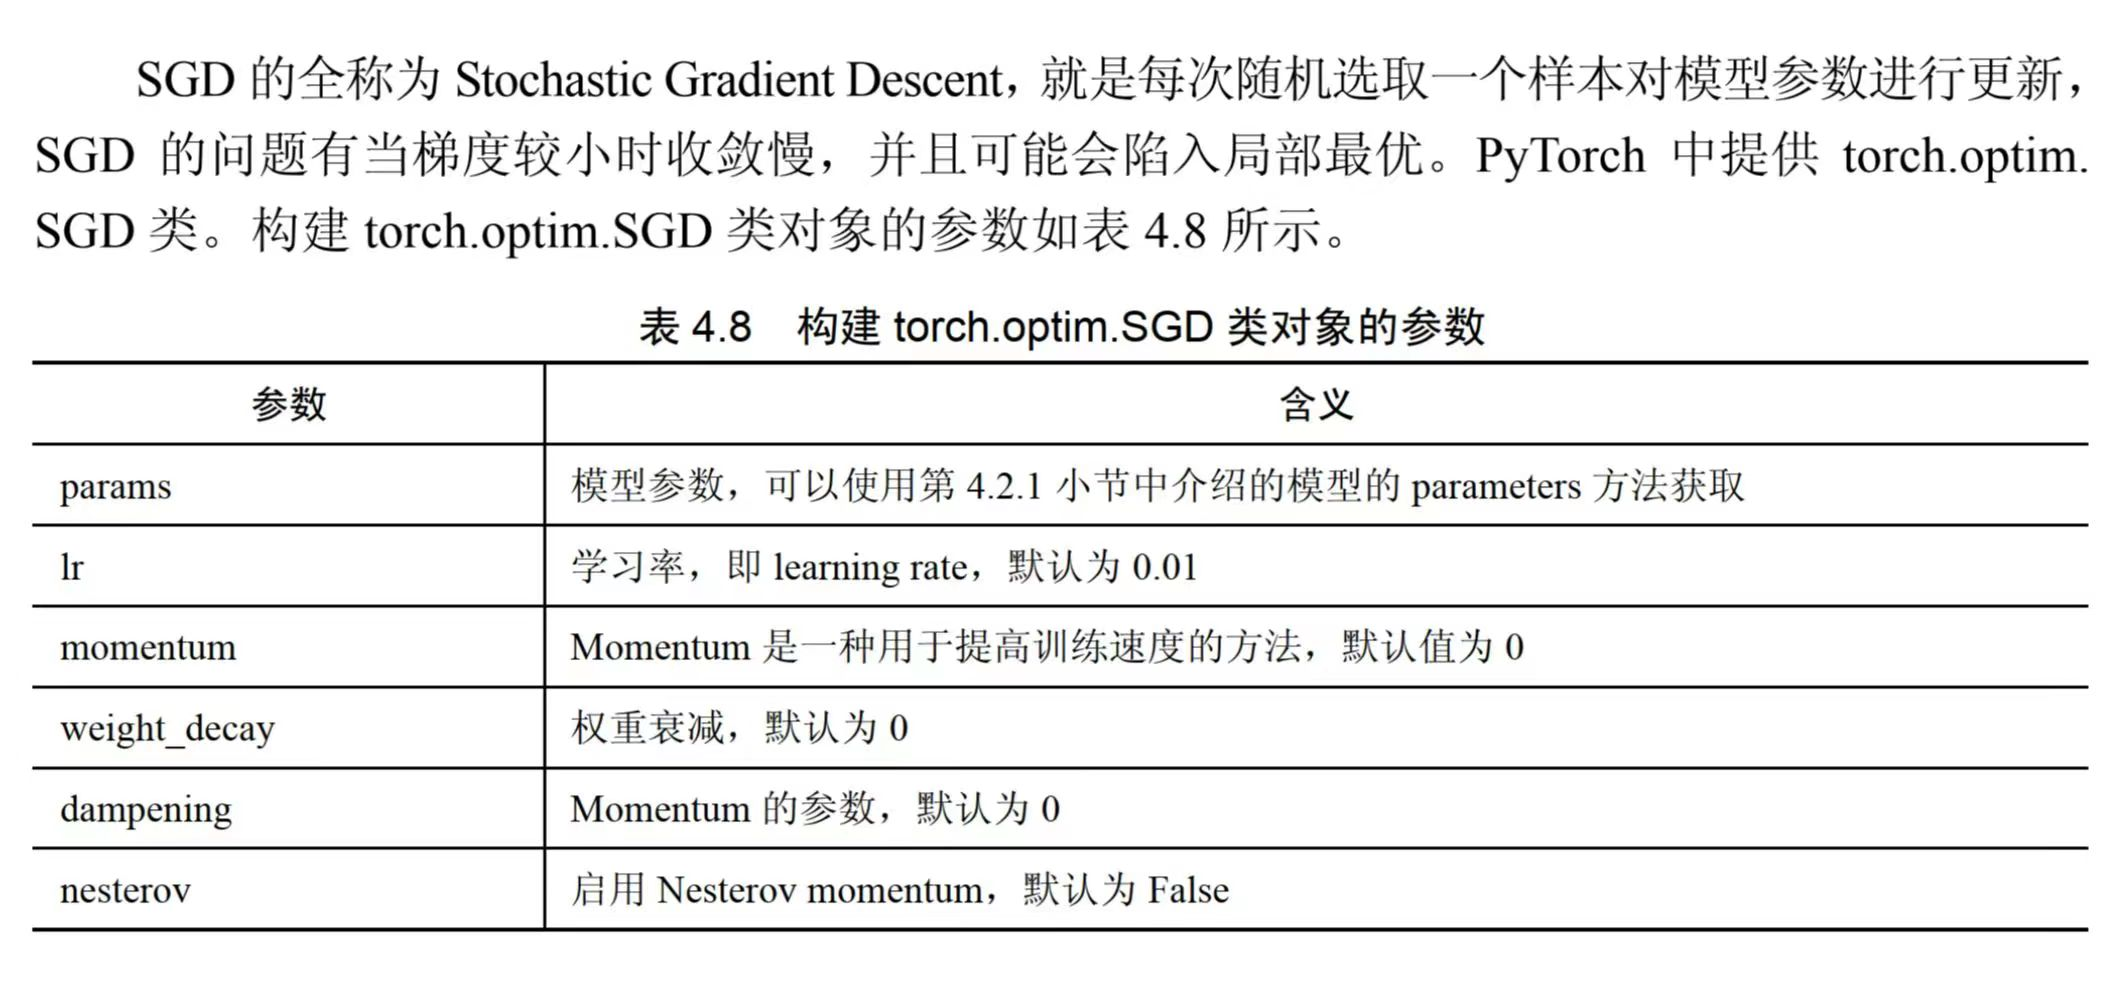 SGD 的全称为 Stochastic Gradient Descent，就是每次随机选取一个样本对模型参数进行更新，
SGD 的问题有当梯度较小时收敛慢，并且可能会陷入局部最优。PyTorch 中提供 torch.optim.
SGD 类。构建 torch.optim.SGD 类对象的参数如表 4.8 所示。
表 4.8 构建 torch.optim.SGD 类对象的参数
参数 含义
params 模型参数，可以使用第 4.2.1 小节中介绍的模型的 parameters 方法获取
lr 学习率，即 learning rate，默认为 0.01
momentum Momentum 是一种用于提高训练速度的方法，默认值为 0
weight_decay 权重衰减，默认为 0
dampening Momentum 的参数，默认为 0
nesterov 启用 Nesterov momentum，默认为 False